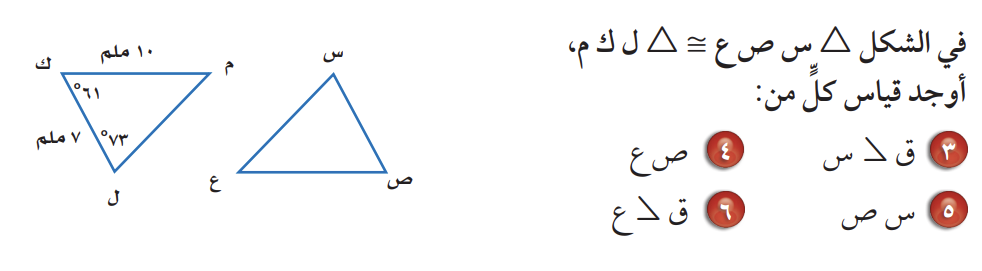 في الشكل △ س ص ع ≅ △ ل ك م،
أوجد قياس كلٍّ من:
٣ ق∠ س
٤ ص ع
٥ س ص
٦ ق∠ ع
س
ص
ع
١٠ ملم
ك
م
°٦١
٧ ملم
°٧٣
ل